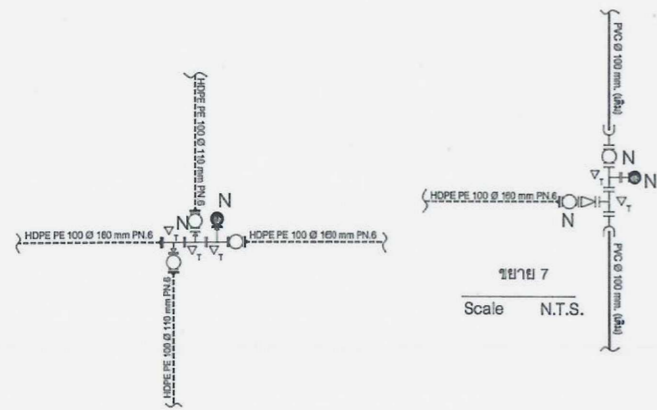 HDPE PE 100 Ø 110 mm PN.6
N
N
HDPE PE 100 Ø 160 mm PN.6
T
T
T
HDPE PE 100 Ø 160 mm PN.6
HDPE PE 100 Ø 110 mm PN.6
PVC Ø 100 mm. (เดิม)
N
N
T
HDPE PE 100 Ø 160 mm PN.6
T
N
PVC Ø 100 mm. (เดิม)
ขยาย 7
Scale N.T.S.